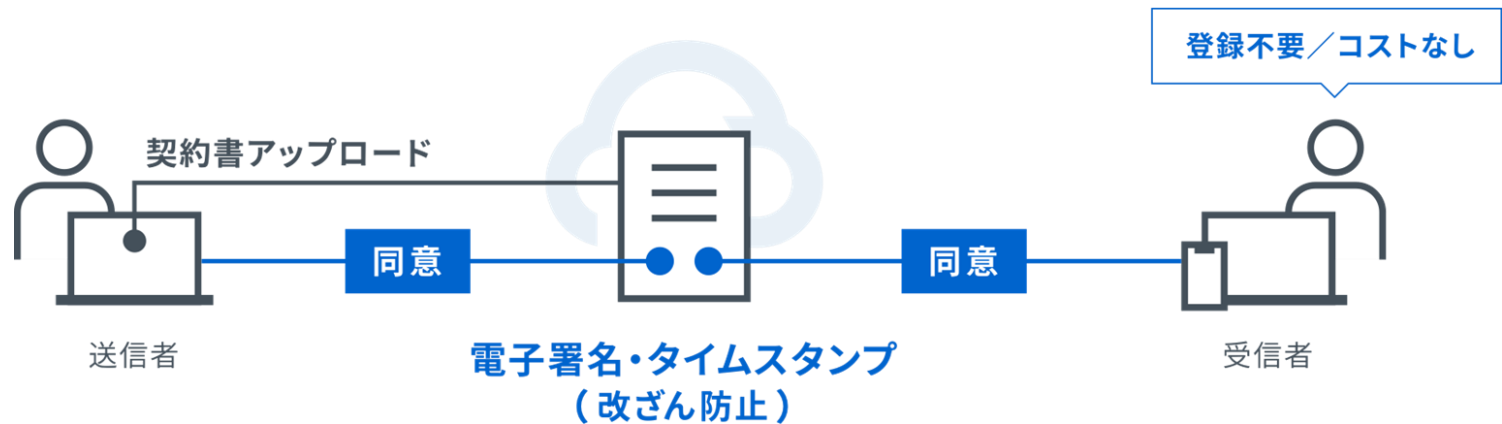 登録不要／コストなし
契約書アップロード
同意
同意
送信者
電子署名・タイムスタンプ
（改ざん防止）
受信者